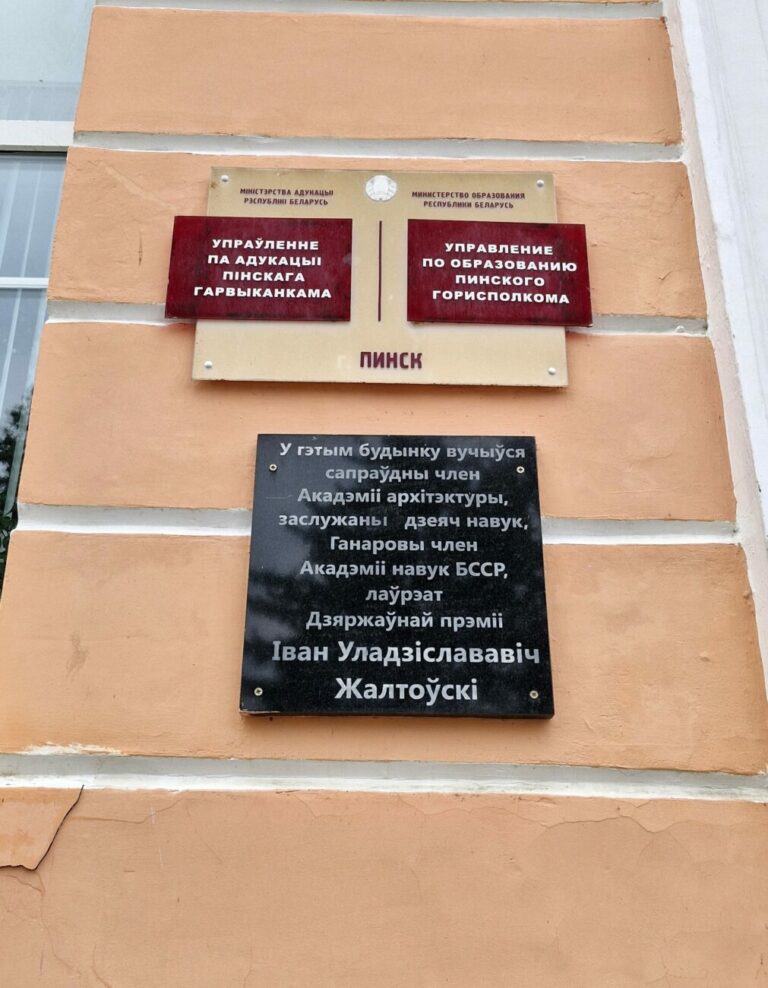 МІНІСТЭРСТВА АДУКАЦЫІ
РЭСПУБЛІКІ БЕЛАРУСЬ
УПРАЎЛЕННЕ
ПА АДУКАЦЫІ
ПІНСКАГА
ГАРВЫКАНКАМА
МИНИСТЕРСТВО ОБРАЗОВАНИЯ
РЕСПУБЛИКИ БЕЛАРУСЬ
УПРАВЛЕНИЕ
ПО ОБРАЗОВАНИЮ
ПИНСКОГО
ГОРИСПОЛКОМА
г. ПИНСК
У гэтым будынку вучыўся
сапраўдны член
Акадэміі архітэктуры,
заслужаны дзеяч навук,
Ганаровы член
Акадэміі навук БССР,
лаўрэат
Дзяржаўнай прэміі
Іван Уладзіслававіч
Жалтоўскі